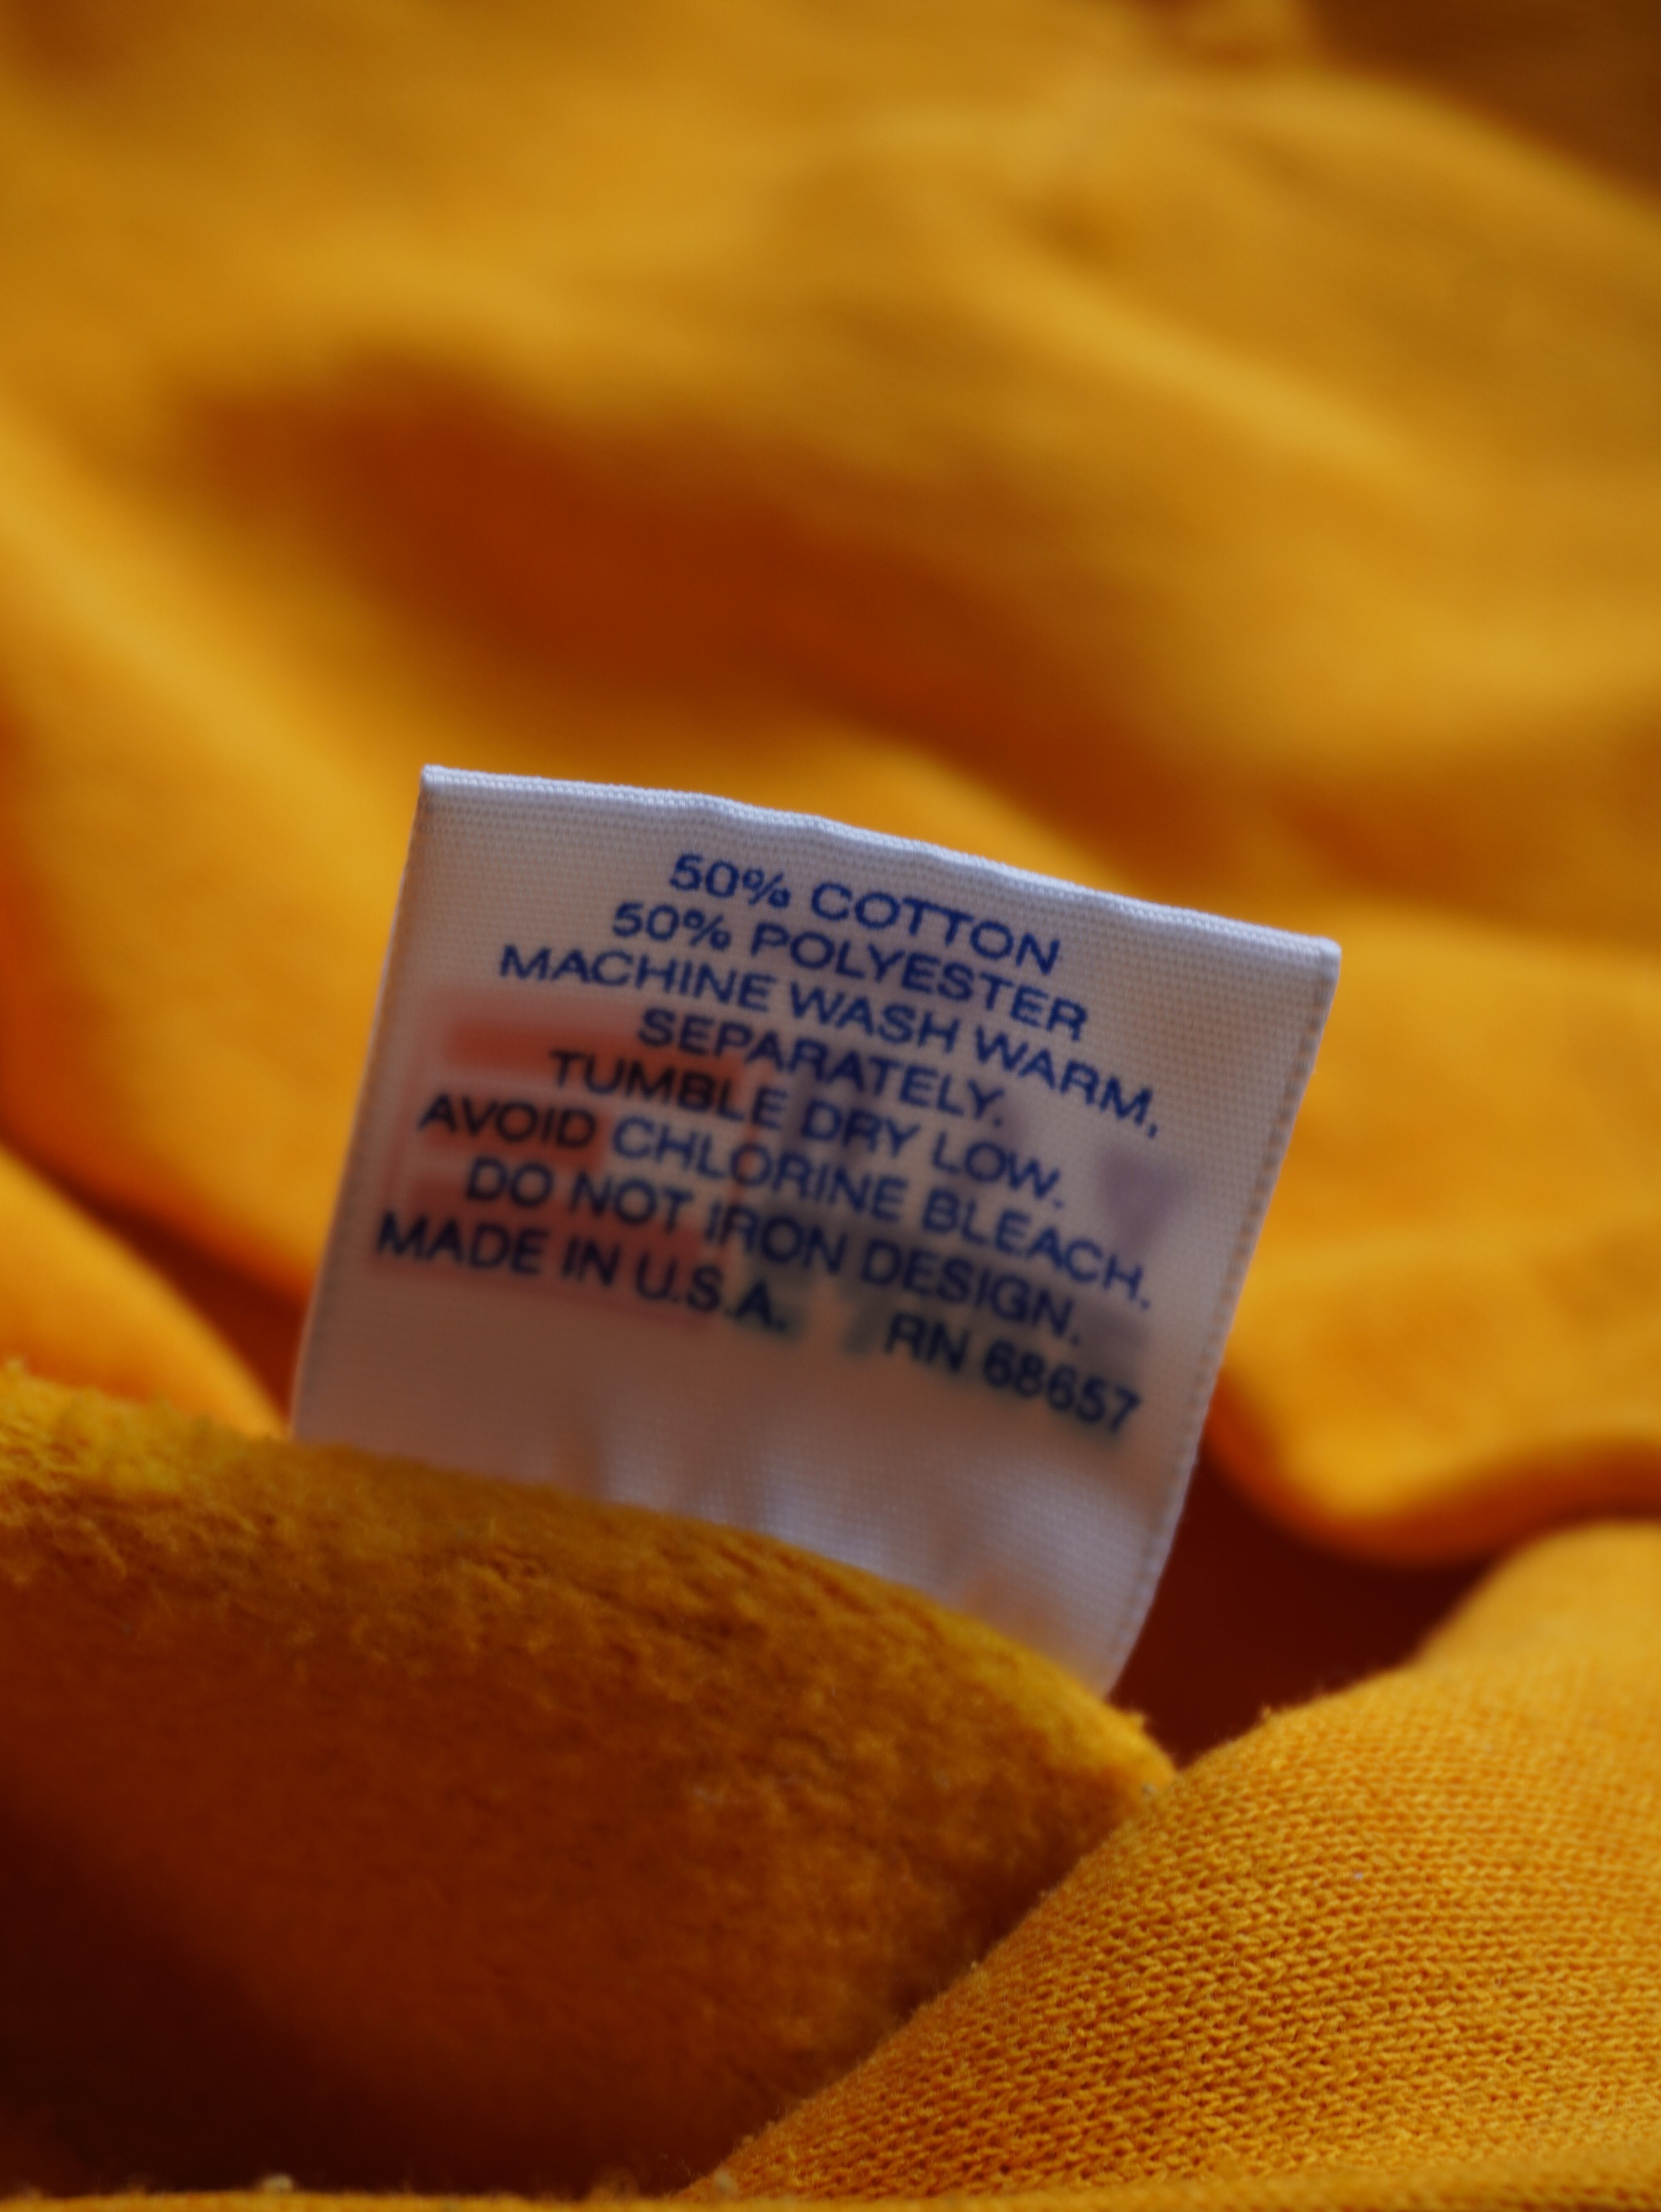 50% COTTON
50% POLYESTER
MACHINE WASH WARM,
SEPARATELY.
TUMBLE DRY LOW.
AVOID CHLORINE BLEACH.
DO NOT IRON DESIGN.
MADE IN U.S.A. RN 68657